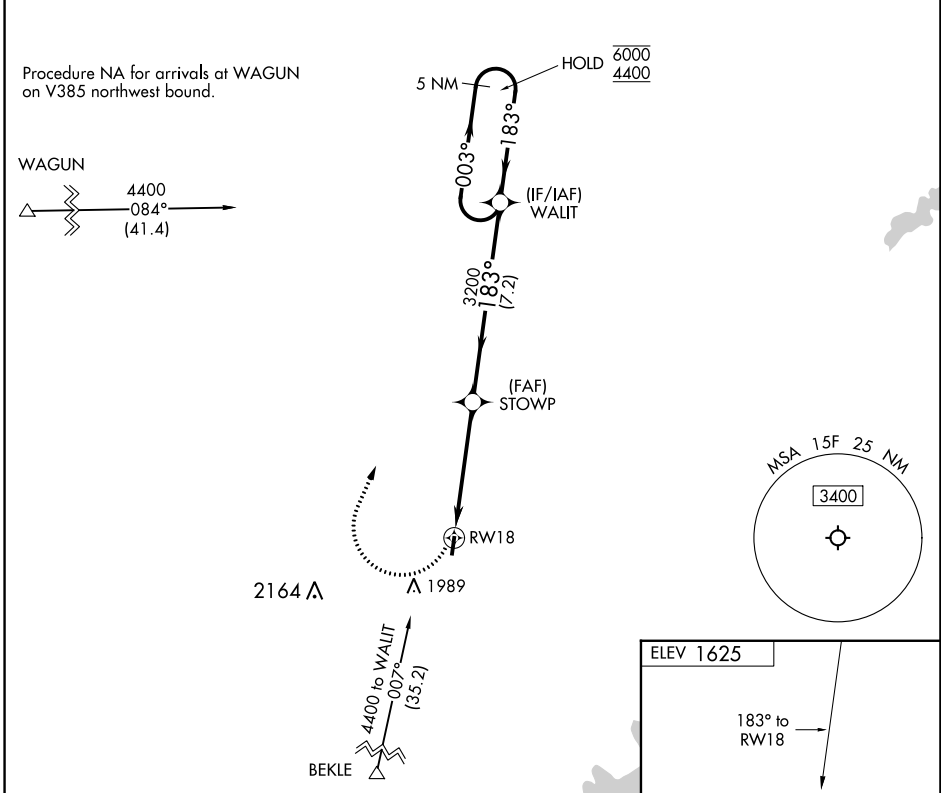 Procedure NA for arrivals at WAGUN
on V385 northwest bound.
WAGUN
4400
084°
(41.4)
5 NM
HOLD
6000
4400
003°
183°
(IF/IAF)
WALIT
3200
183°
(7.2)
(FAF)
STOWP
RW18
2164
1989
4400 to WALIT
007°
(35.2)
BEKLE
MSA 15F 25 NM
3400
ELEV 1625
183° to
RW18